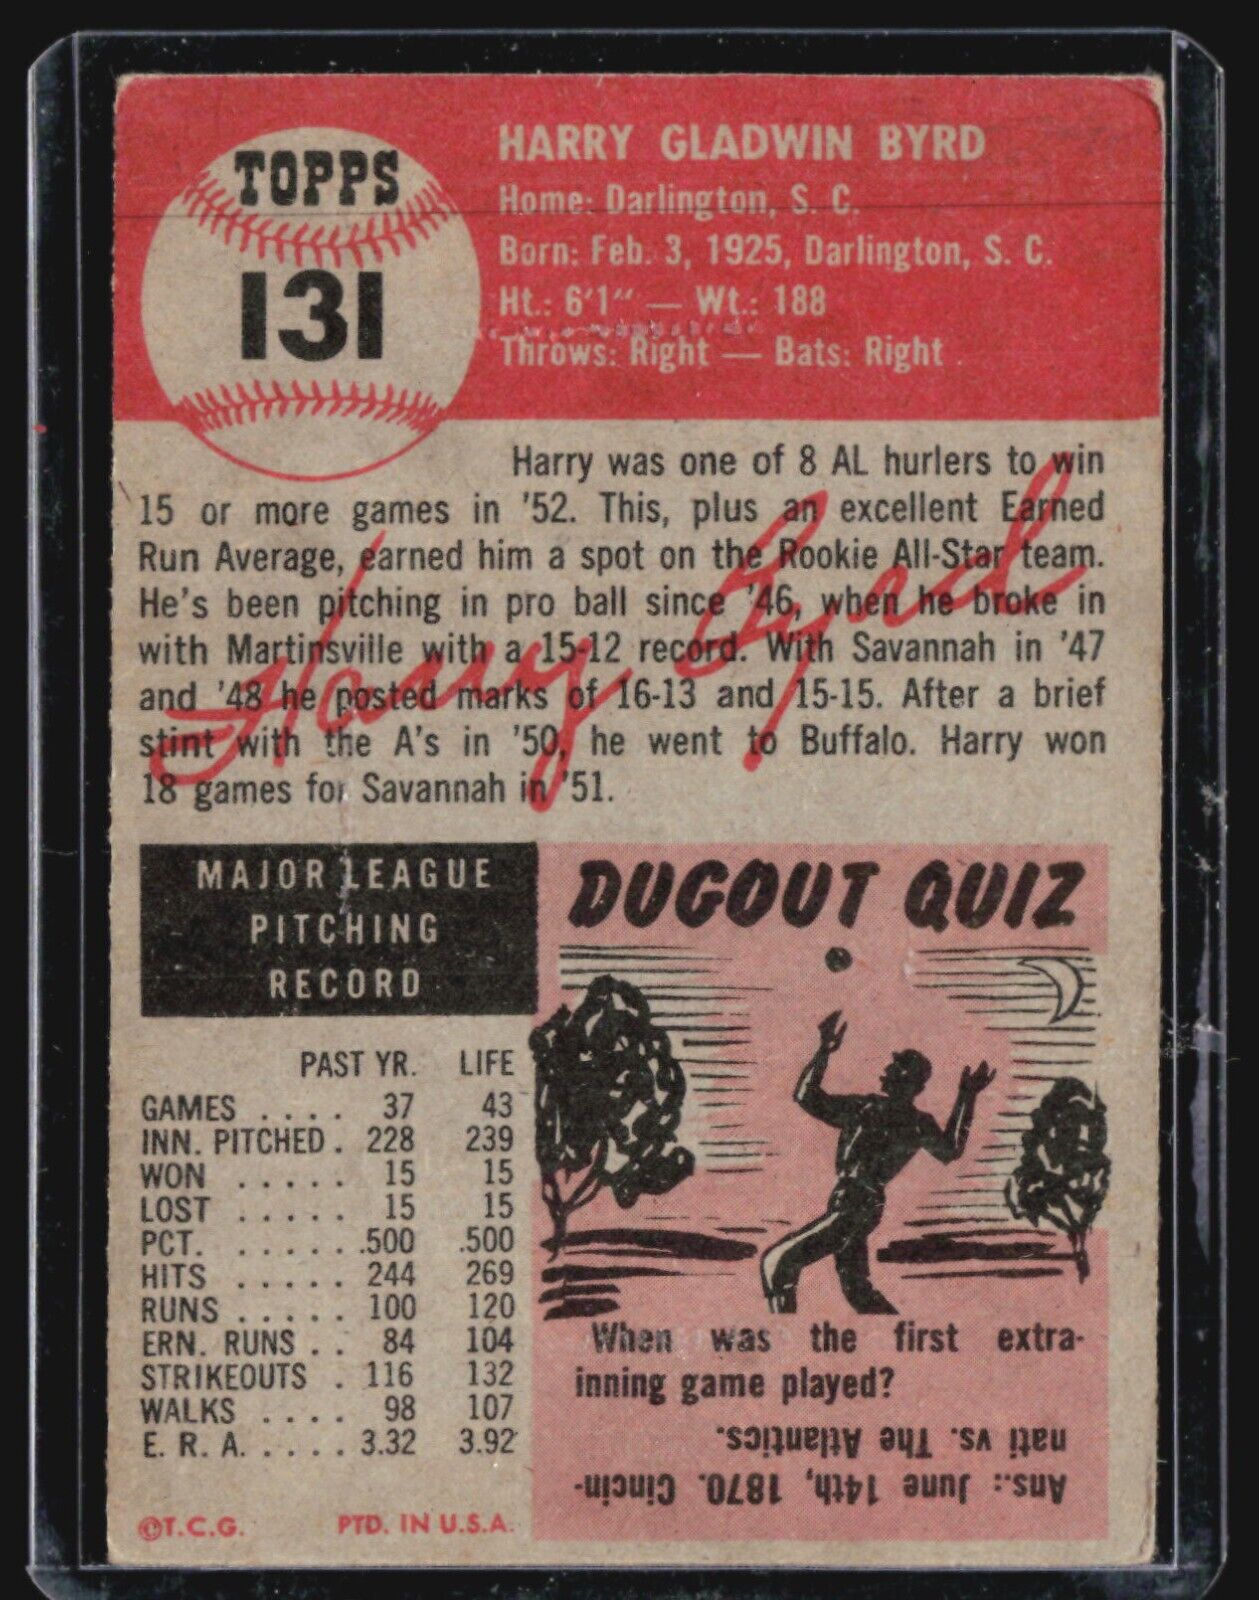 TOPPS
131
HARRY GLADWIN BYRD
Home: Darlington, S. C.
Born: Feb. 3, 1925, Darlington, S. C.
Ht.: 6'1" — Wt.: 188
Throws: Right — Bats: Right
Harry was one of 8 AL hurlers to win
15 or more games in '52. This, plus an excellent Earned
Run Average, earned him a spot on the Rookie All-Star team.
He's been pitching in pro ball since '46, when he broke in
with Martinsville with a 15-12 record. With Savannah in '47
and '48 he posted marks of 16-13 and 15-15. After a brief
stint with the A's in '50, he went to Buffalo. Harry won
18 games for Savannah in '51.
Harry Byrd
MAJOR LEAGUE
PITCHING
RECORD
PAST YR. LIFE
GAMES .... 37 43
INN. PITCHED . 228 239
WON ..... 15 15
LOST ..... 15 15
PCT. ...... .500 .500
HITS ..... 244 269
RUNS ..... 100 120
ERN. RUNS .. 84 104
STRIKEOUTS . 116 132
WALKS .... 98 107
E. R. A. .... 3.32 3.92
©T.C.G. PTD. IN U.S.A.
DUGOUT QUIZ
When was the first extra-
inning game played?
Ans.: June 14th, 1870. Cincin-
nati vs. The Atlantics.